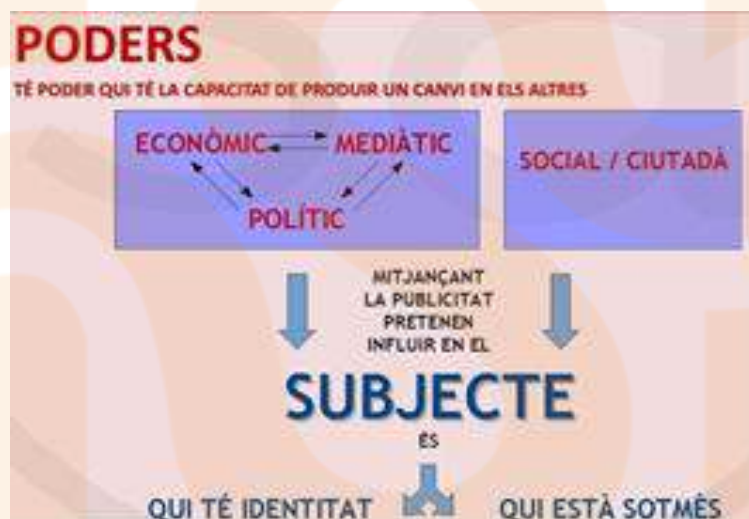 PODERS
TÉ PODER QUI TÉ LA CAPACITAT DE PRODUIR UN CANVI EN ELS ALTRES
ECONÒMIC MEDIÀTIC
POLÍTIC
SOCIAL / CIUTADÀ
MITJANÇANT
LA PUBLICITAT
PRETENEN
INFLUIR EN EL
SUBJECTE
ÉS
QUI TÉ IDENTITAT
QUI ESTÀ SOTMÈS